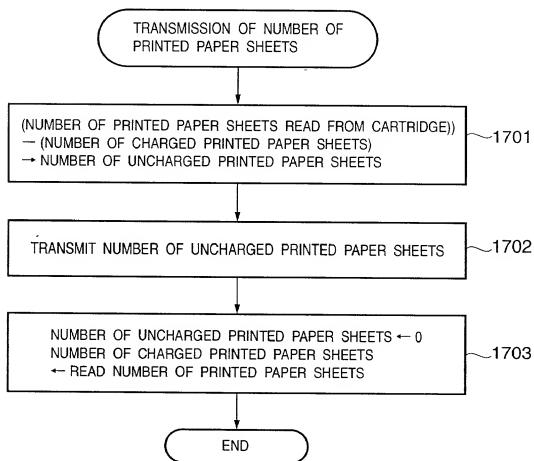 TRANSMISSION OF NUMBER OF
PRINTED PAPER SHEETS
(NUMBER OF PRINTED PAPER SHEETS READ FROM CARTRIDGE))
— (NUMBER OF CHARGED PRINTED PAPER SHEETS)
→ NUMBER OF UNCHARGED PRINTED PAPER SHEETS
1701
TRANSMIT NUMBER OF UNCHARGED PRINTED PAPER SHEETS
1702
NUMBER OF UNCHARGED PRINTED PAPER SHEETS ← 0
NUMBER OF CHARGED PRINTED PAPER SHEETS
← READ NUMBER OF PRINTED PAPER SHEETS
1703
END